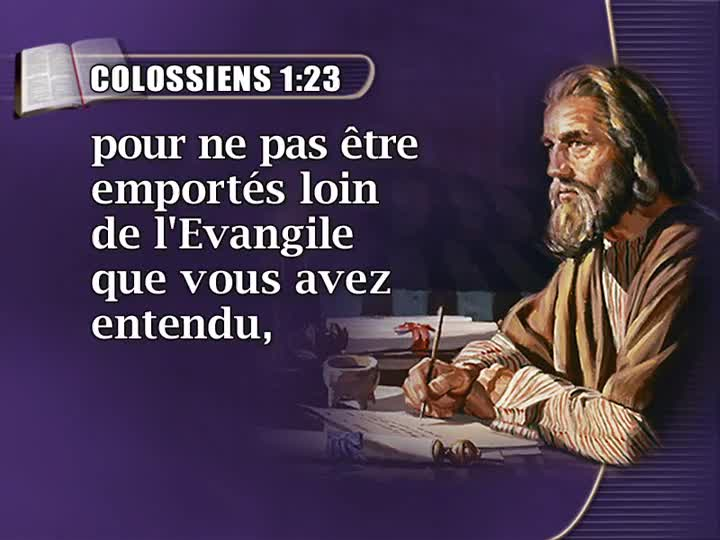 COLOSSIENS 1:23
pour ne pas être
emportés loin
de l'Evangile
que vous avez
entendu,